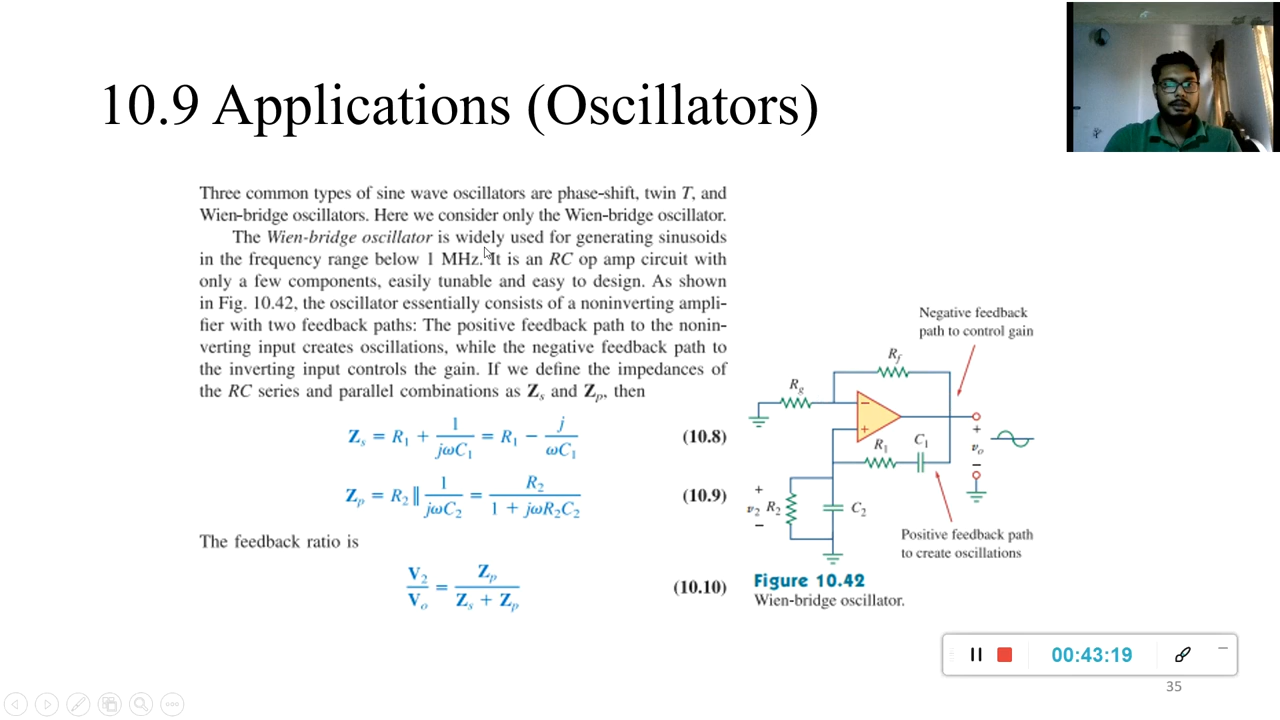 10.9 Applications (Oscillators)
Three common types of sine wave oscillators are phase-shift, twin T, and
Wien-bridge oscillators. Here we consider only the Wien-bridge oscillator.
The Wien-bridge oscillator is widely used for generating sinusoids
in the frequency range below 1 MHz. It is an RC op amp circuit with
only a few components, easily tunable and easy to design. As shown
in Fig. 10.42, the oscillator essentially consists of a noninverting ampli-
fier with two feedback paths: The positive feedback path to the nonin-
verting input creates oscillations, while the negative feedback path to
the inverting input controls the gain. If we define the impedances of
the RC series and parallel combinations as Zs and Zp, then
Zs = R1 + 1/(jωC1) = R1 − j/(ωC1) (10.8)
Zp = R2 || 1/(jωC2) = R2/(1 + jωR2C2) (10.9)
The feedback ratio is
V2/Vo = Zp/(Zs + Zp) (10.10)
Negative feedback
path to control gain
Rf
Rg
−
+
R1
C1
+
vo
−
+
v2 R2
−
C2
Positive feedback path
to create oscillations
Figure 10.42
Wien-bridge oscillator.
00:43:19
35